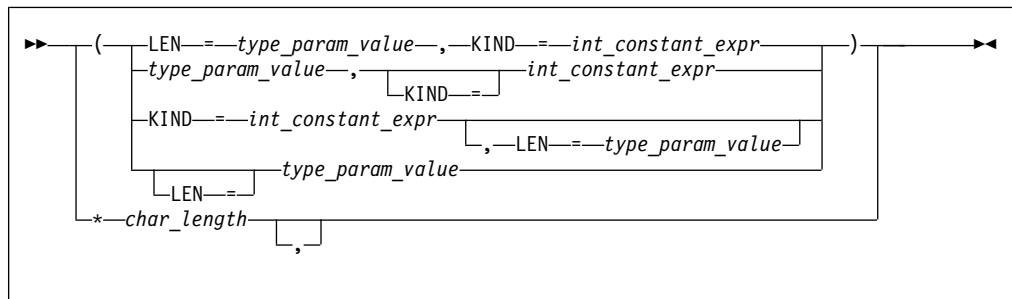 ( LEN = type_param_value , KIND = int_constant_expr )
type_param_value , int_constant_expr
KIND =
KIND = int_constant_expr
, LEN = type_param_value
type_param_value
LEN =
* char_length
,